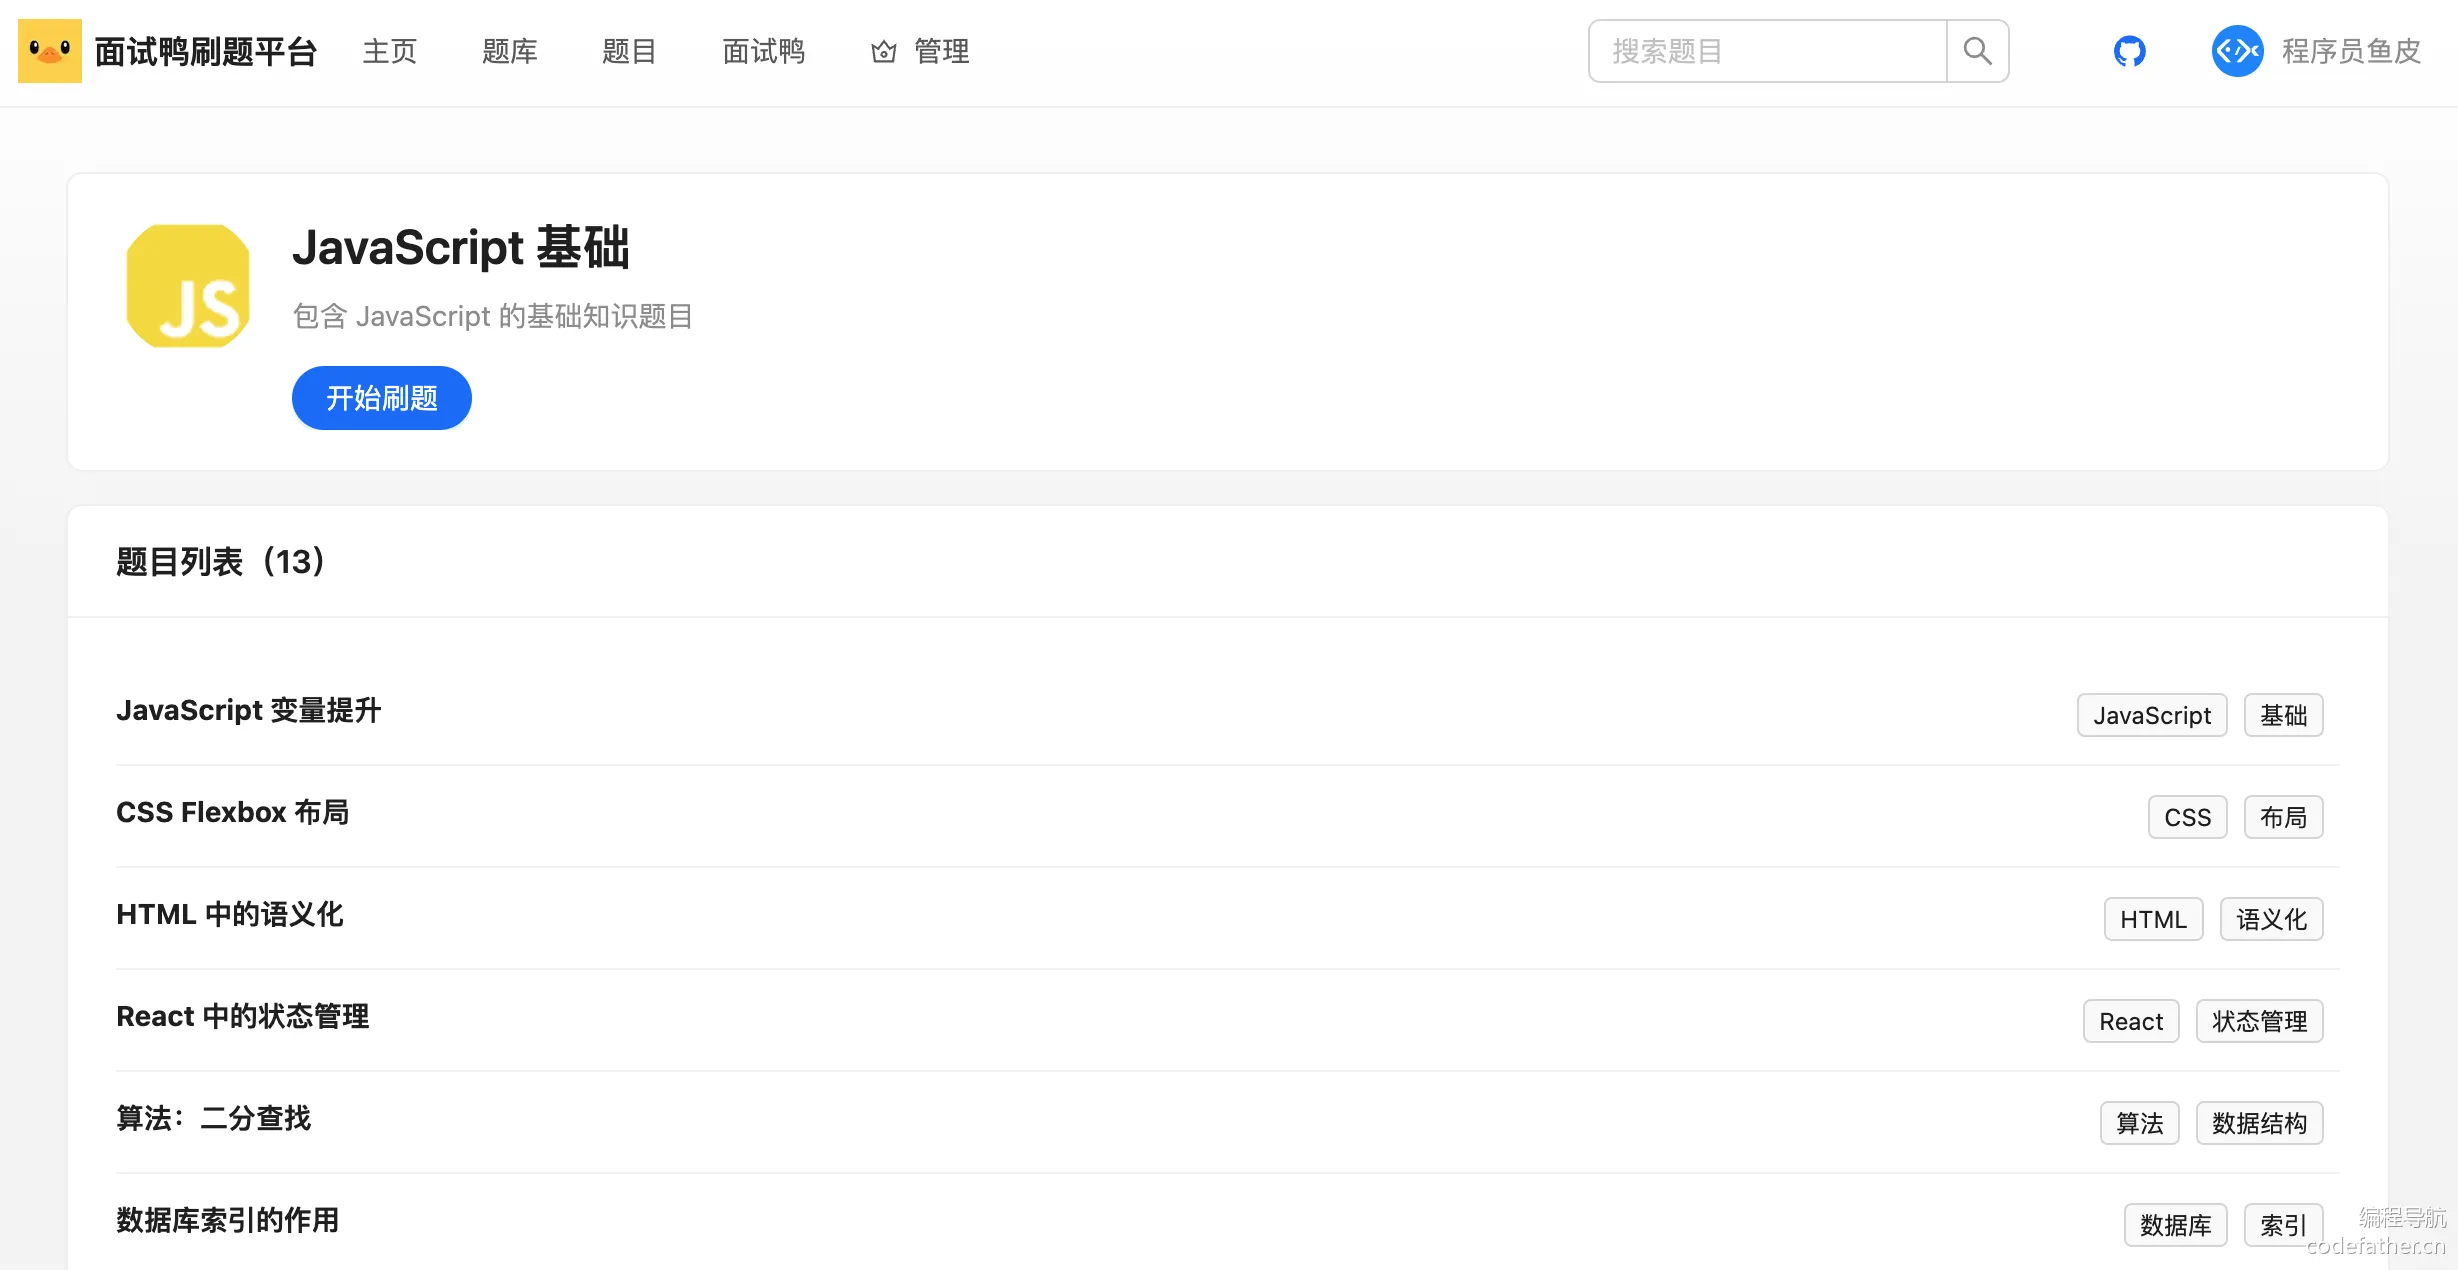 面试鸭刷题平台 主页 题库 题目 面试鸭 管理 搜索题目 程序员鱼皮
JS
JavaScript 基础
包含 JavaScript 的基础知识题目
开始刷题
题目列表（13）
JavaScript 变量提升 JavaScript 基础
CSS Flexbox 布局 CSS 布局
HTML 中的语义化 HTML 语义化
React 中的状态管理 React 状态管理
算法：二分查找 算法 数据结构
数据库索引的作用 数据库 索引
编程导航
codefather.cn